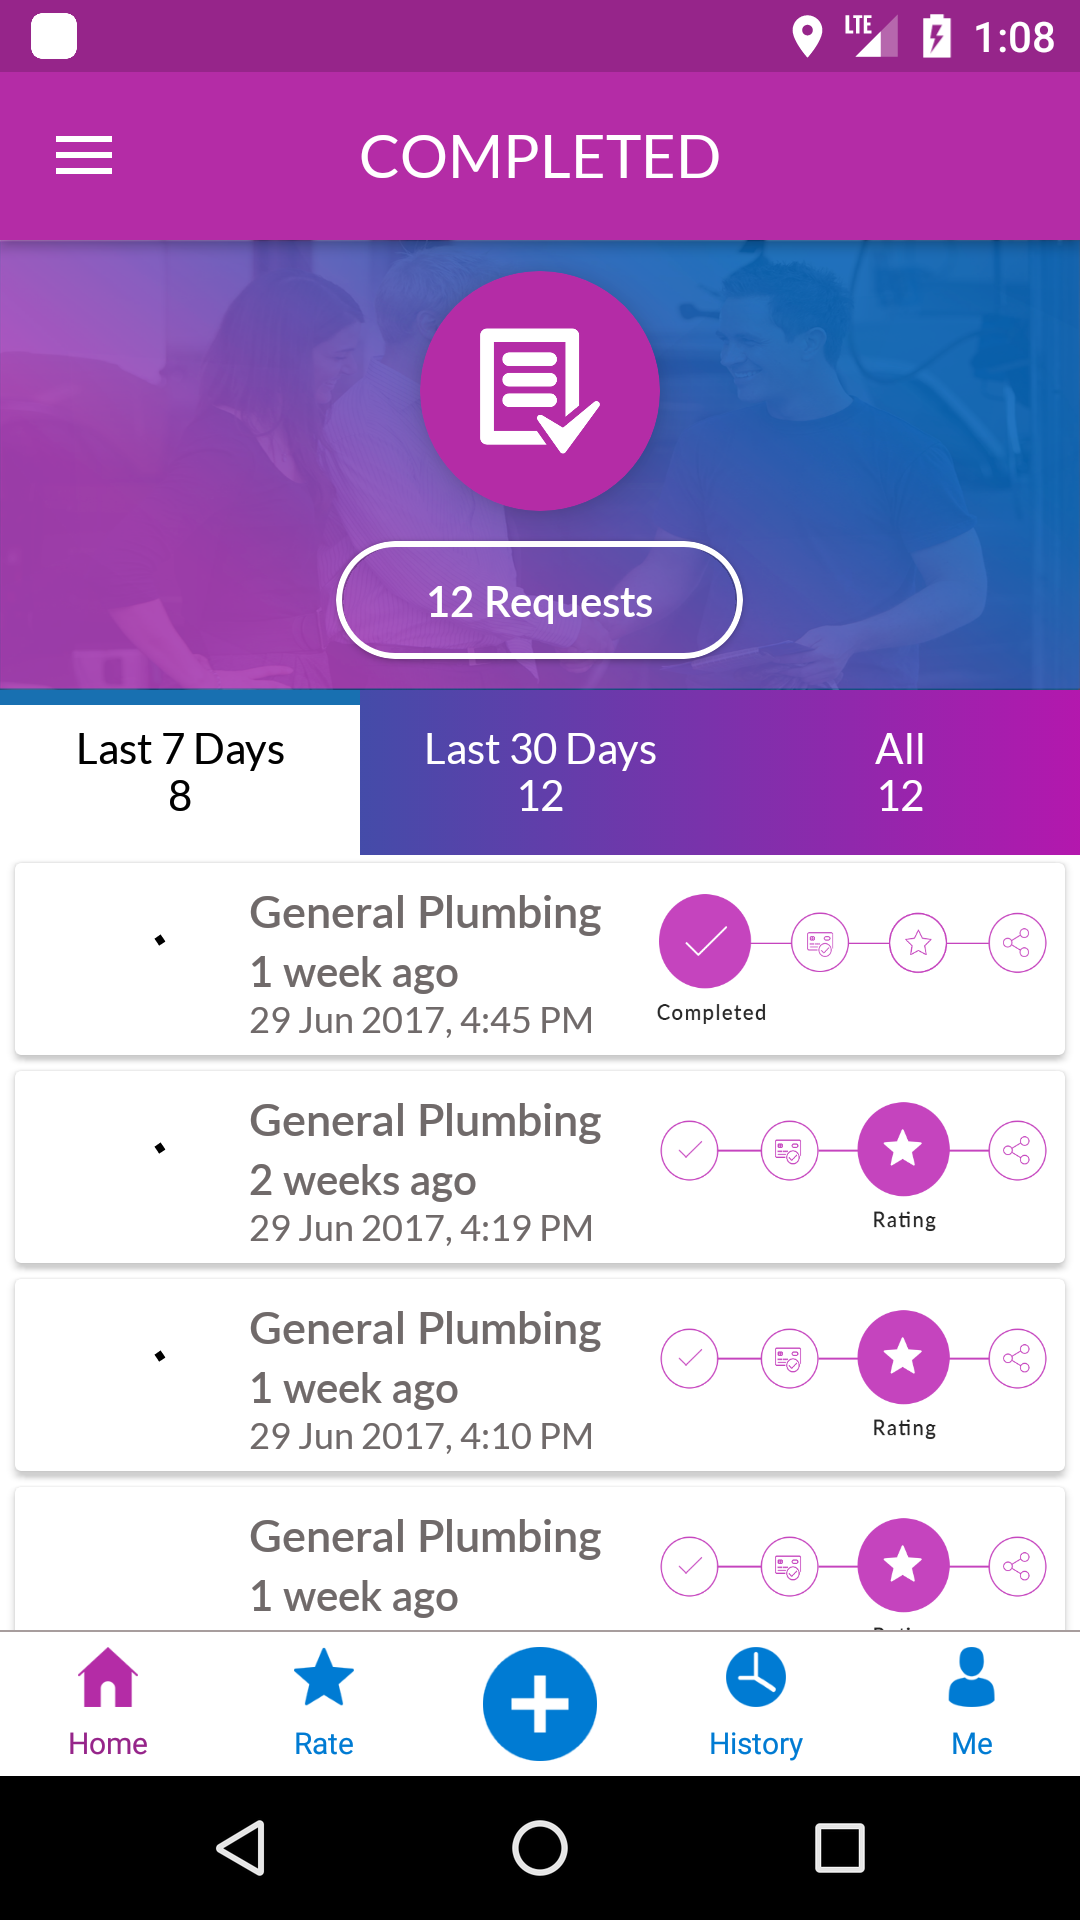 LTE
1:08
COMPLETED
12 Requests
Last 7 Days
8
Last 30 Days
12
All
12
General Plumbing
1 week ago
29 Jun 2017, 4:45 PM
Completed
General Plumbing
2 weeks ago
29 Jun 2017, 4:19 PM
Rating
General Plumbing
1 week ago
29 Jun 2017, 4:10 PM
Rating
General Plumbing
1 week ago
Home
Rate
History
Me